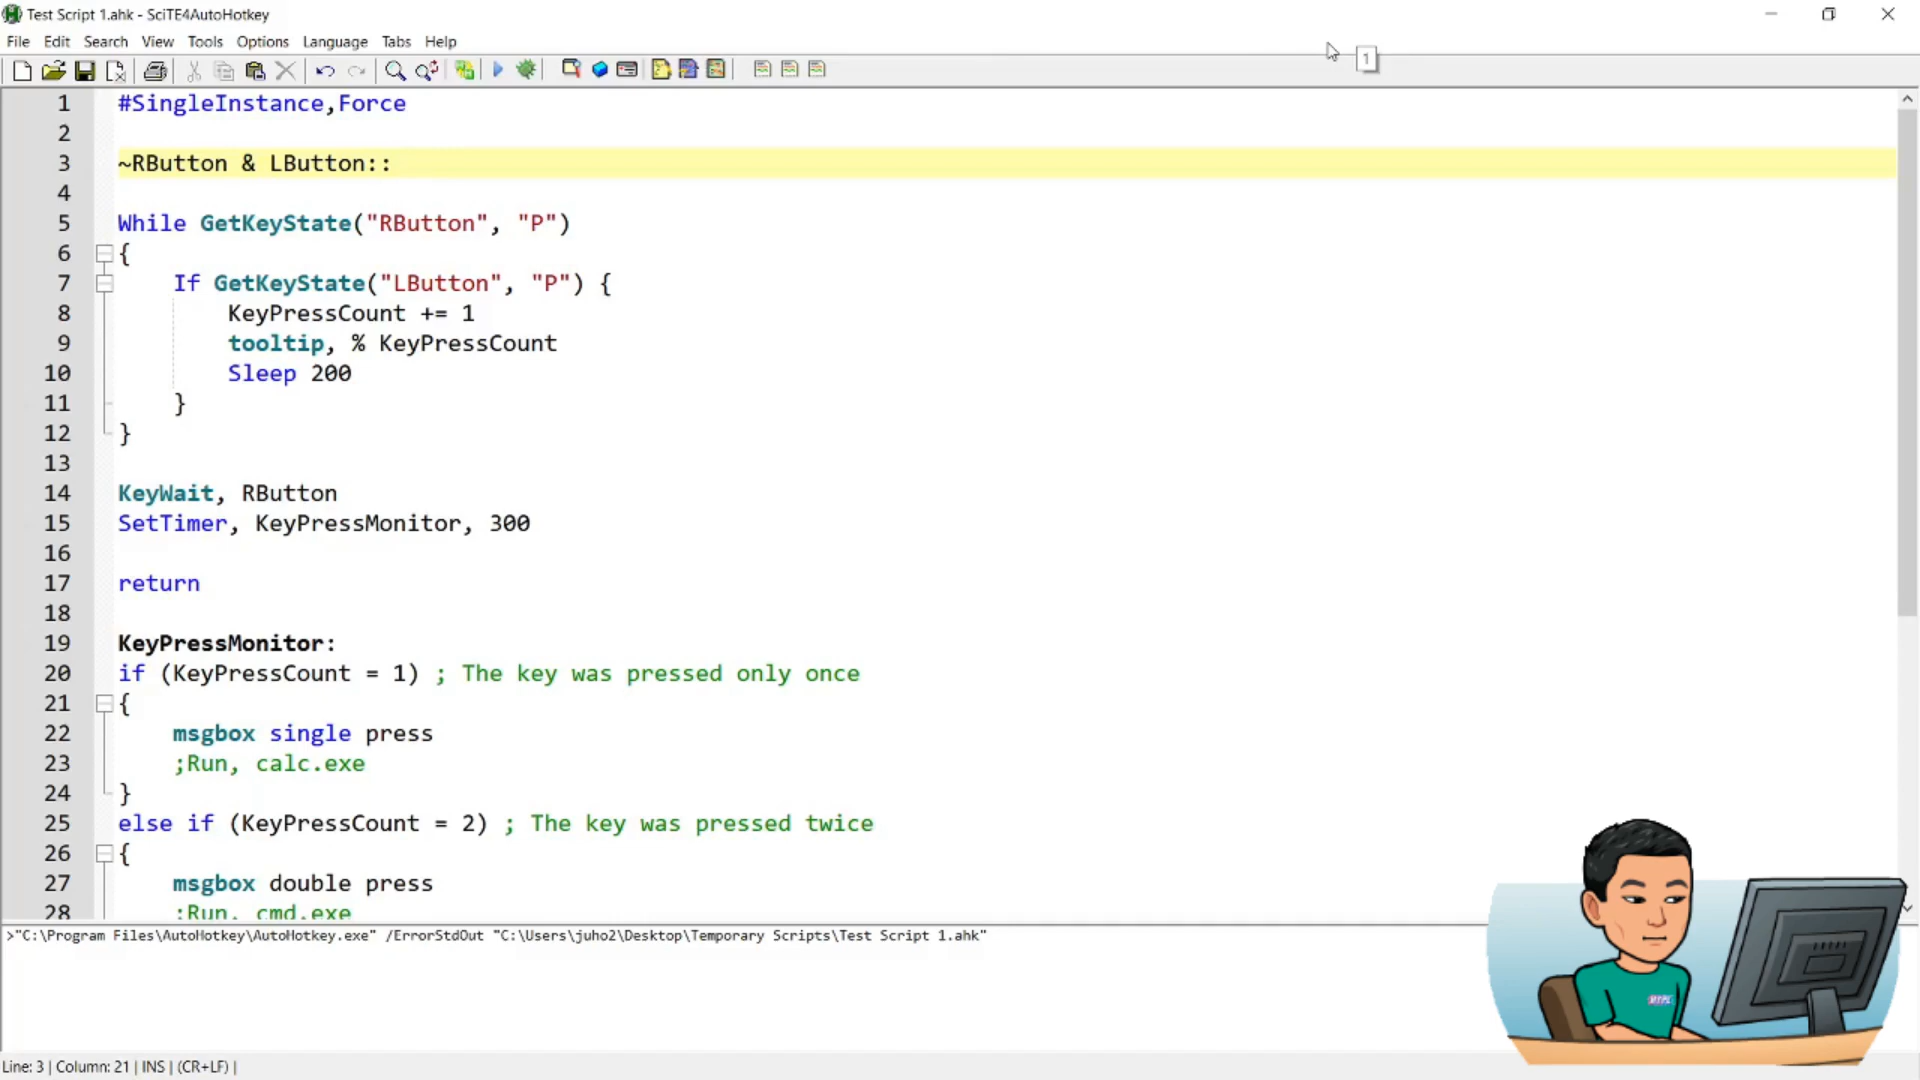 Test Script 1.ahk - SciTE4AutoHotkey
File Edit Search View Tools Options Language Tabs Help
1
1 #SingleInstance,Force
2
3 ~RButton & LButton::
4
5 While GetKeyState("RButton", "P")
6 {
7 If GetKeyState("LButton", "P") {
8 KeyPressCount += 1
9 tooltip, % KeyPressCount
10 Sleep 200
11 }
12 }
13
14 KeyWait, RButton
15 SetTimer, KeyPressMonitor, 300
16
17 return
18
19 KeyPressMonitor:
20 if (KeyPressCount = 1) ; The key was pressed only once
21 {
22 msgbox single press
23 ;Run, calc.exe
24 }
25 else if (KeyPressCount = 2) ; The key was pressed twice
26 {
27 msgbox double press
28 ;Run, cmd.exe
>"C:\Program Files\AutoHotkey\AutoHotkey.exe" /ErrorStdOut "C:\Users\juho2\Desktop\Temporary Scripts\Test Script 1.ahk"
Line: 3 | Column: 21 | INS | (CR+LF) |